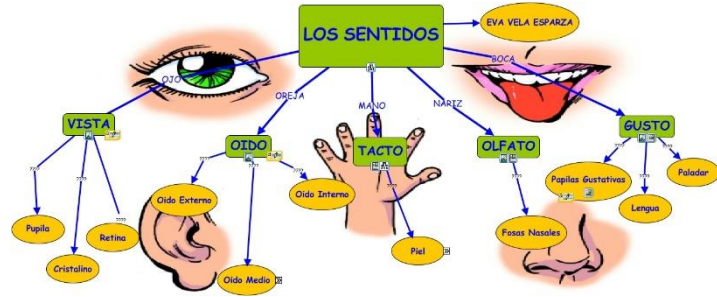 LOS SENTIDOS
EVA VELA ESPARZA
OJO
OREJA
MANO
NARIZ
BOCA
VISTA
OIDO
TACTO
OLFATO
GUSTO
????
????
????
????
????
????
????
????
????
????
????
Pupila
Cristalino
Retina
Oido Externo
Oido Medio
Oido Interno
Piel
Fosas Nasales
Papilas Gustativas
Lengua
Paladar